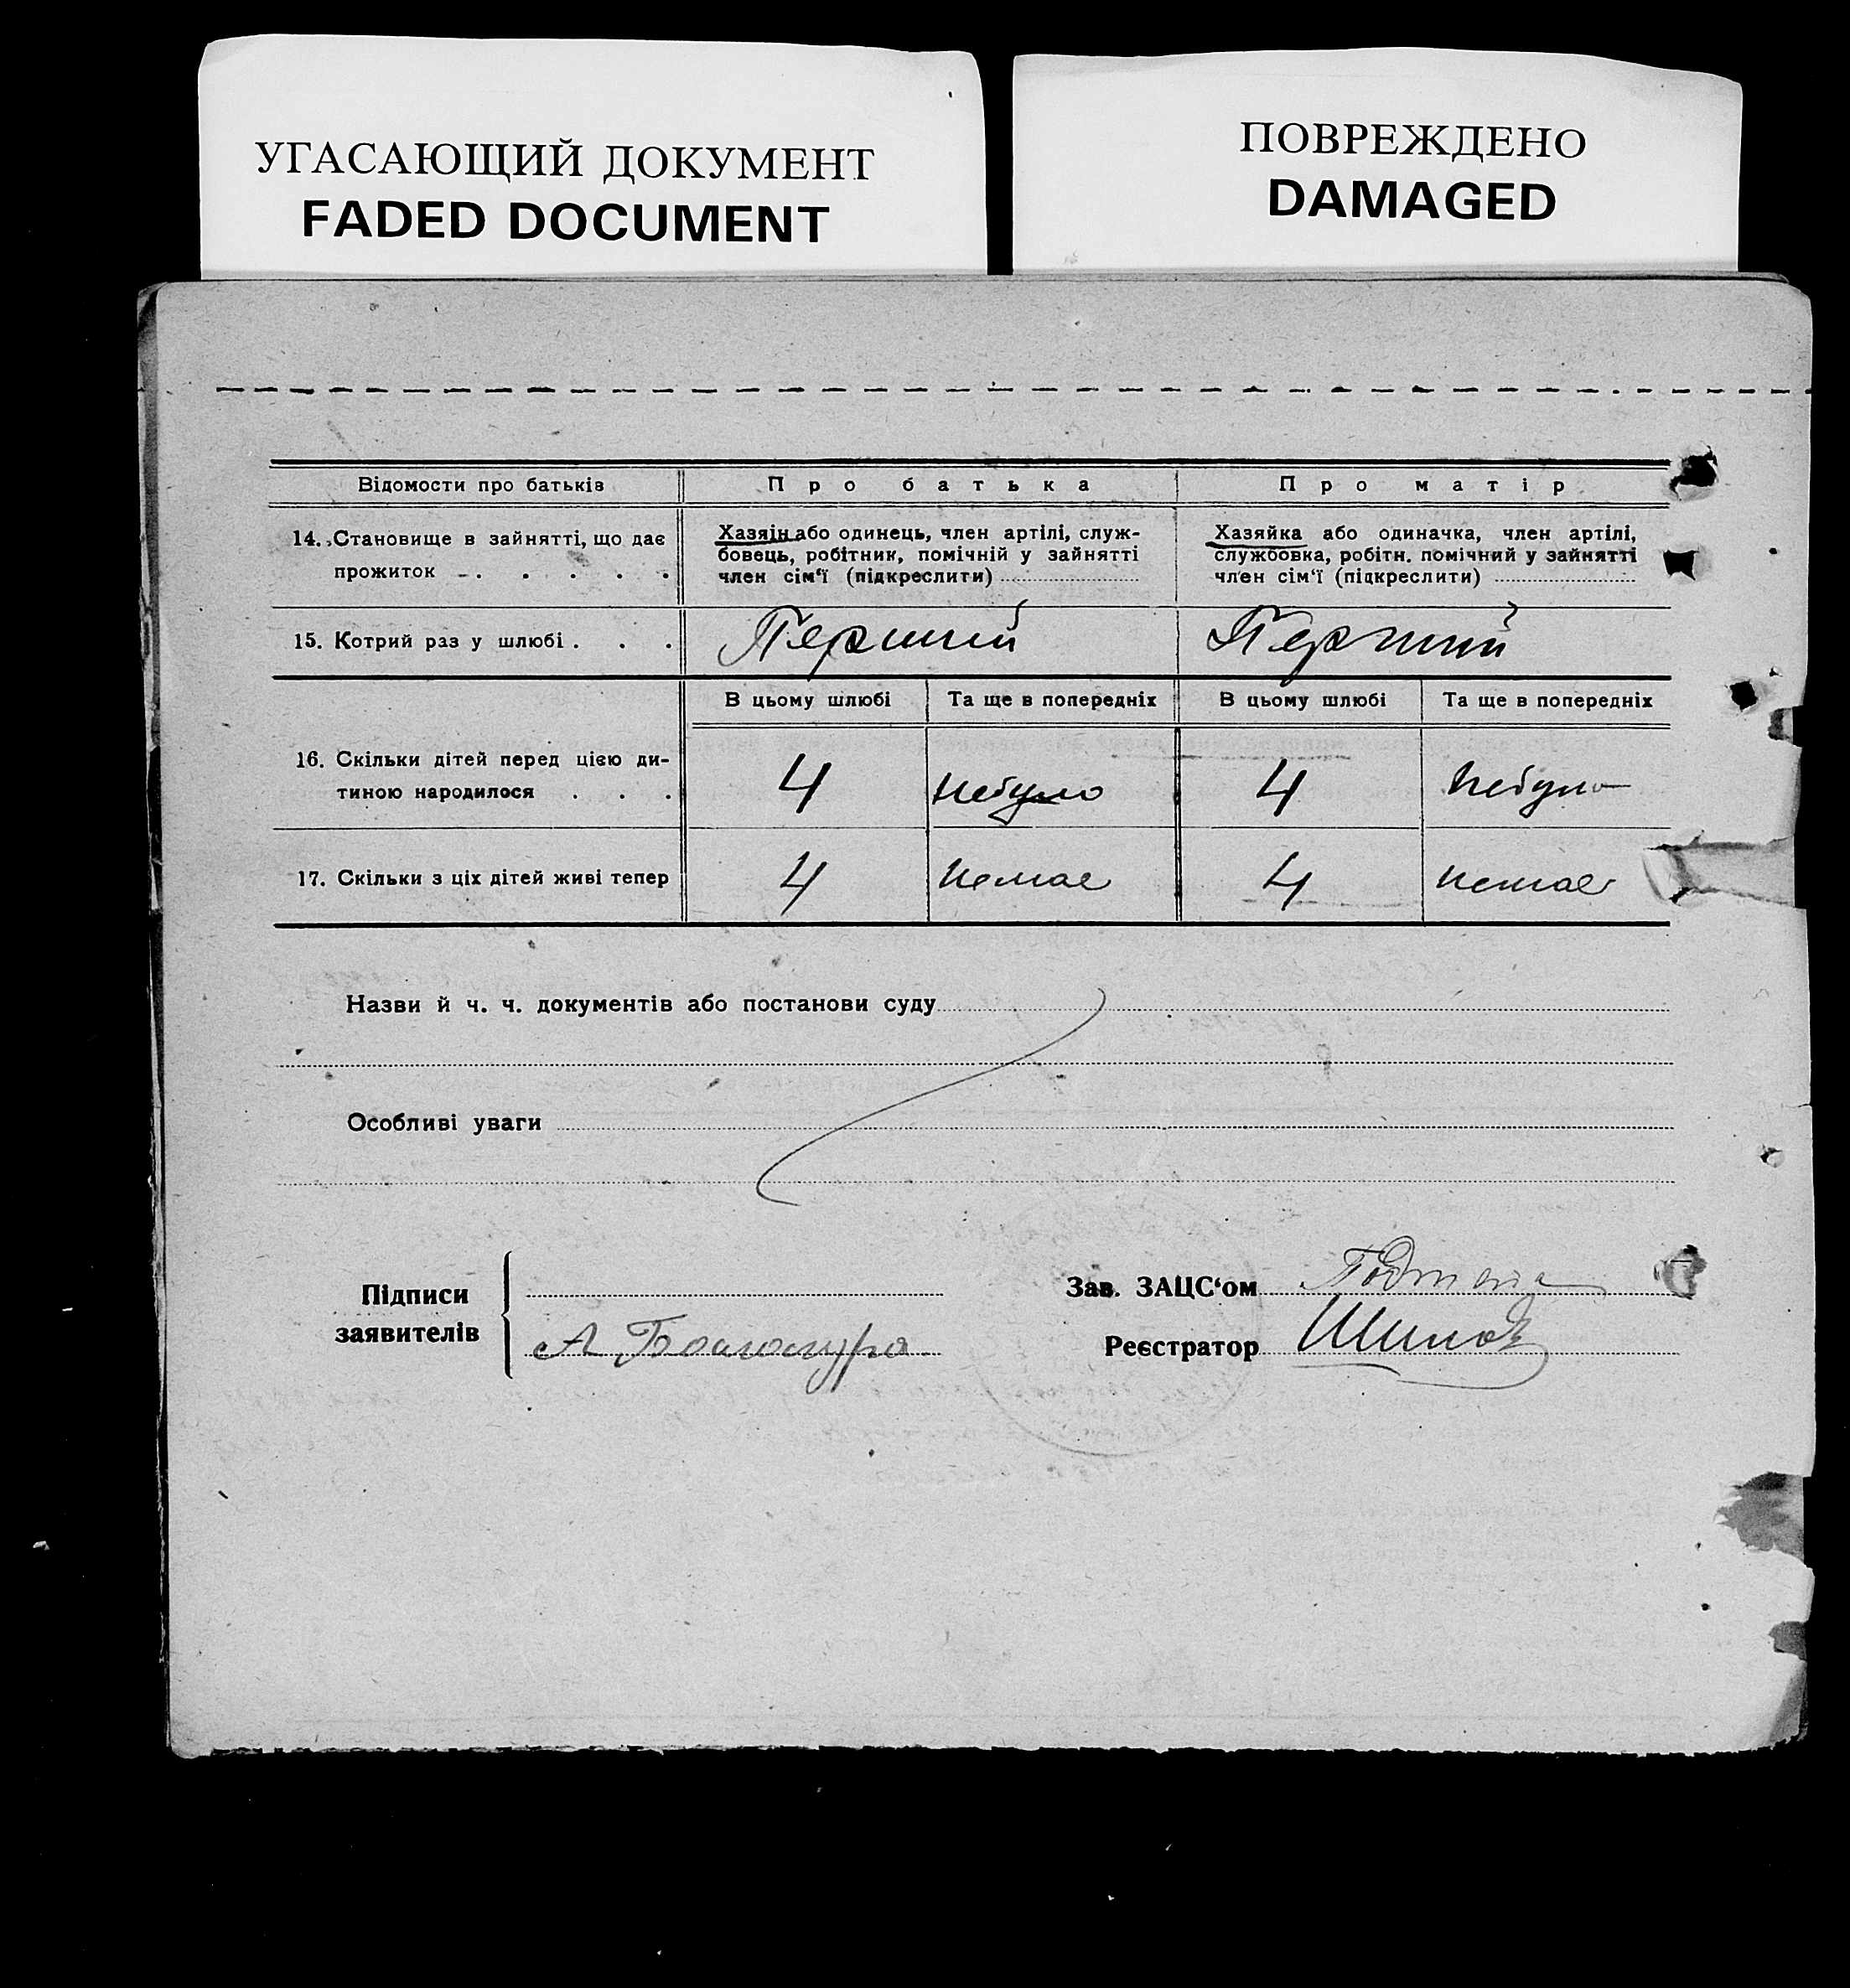 УГАСАЮЩИЙ ДОКУМЕНТ
FADED DOCUMENT
ПОВРЕЖДЕНО
DAMAGED
Відомости про батьків
Про батька
Про матір
14. Становище в зайнятті, що дає
прожиток
Хазяін або одинець, член артілі, служ-
бовець, робітник, помічній у зайнятті
член сім'ї (підкреслити)
Хазяйка або одиначка, член артілі,
службовка, робітн. помічний у зайнятті
член сім'ї (підкреслити)
15. Котрий раз у шлюбі
Перший
Перший
В цьому шлюбі
Та ще в попередніх
В цьому шлюбі
Та ще в попередніх
16. Скільки дітей перед цією ди-
тиною народилося
4
небуло
4
небуло
17. Скільки з ціх дітей живі тепер
4
немає
4
немає
Назви й ч. ч. документів або постанови суду
Особливі уваги
Підписи
заявителів
А
Зав. ЗАЦС'ом
Реєстратор